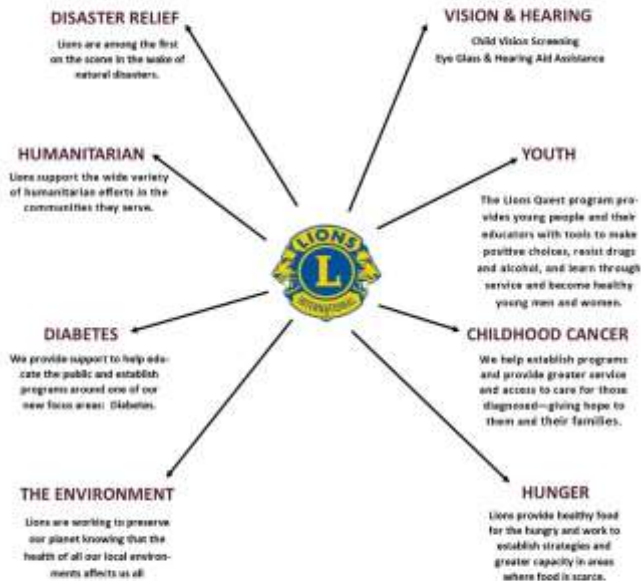 DISASTER RELIEF
Lions are among the first
on the scene in the wake of
natural disasters.
VISION & HEARING
Child Vision Screening
Eye Glass & Hearing Aid Assistance
HUMANITARIAN
Lions support the wide variety
of humanitarian efforts in the
communities they serve.
YOUTH
The Lions Quest program pro-
vides young people and their
educators with tools to make
positive choices, resist drugs
and alcohol, and learn through
service and become healthy
young men and women.
LIONS
L
INTERNATIONAL
DIABETES
We provide support to help edu-
cate the public and establish
programs around one of our
new focus areas: Diabetes.
CHILDHOOD CANCER
We help establish programs
and provide greater service
and access to care for those
diagnosed—giving hope to
them and their families.
THE ENVIRONMENT
Lions are working to preserve
our planet knowing that the
health of all our local environ-
ments affects us all
HUNGER
Lions provide healthy food
for the hungry and work to
establish strategies and
greater capacity in areas
where food is scarce.